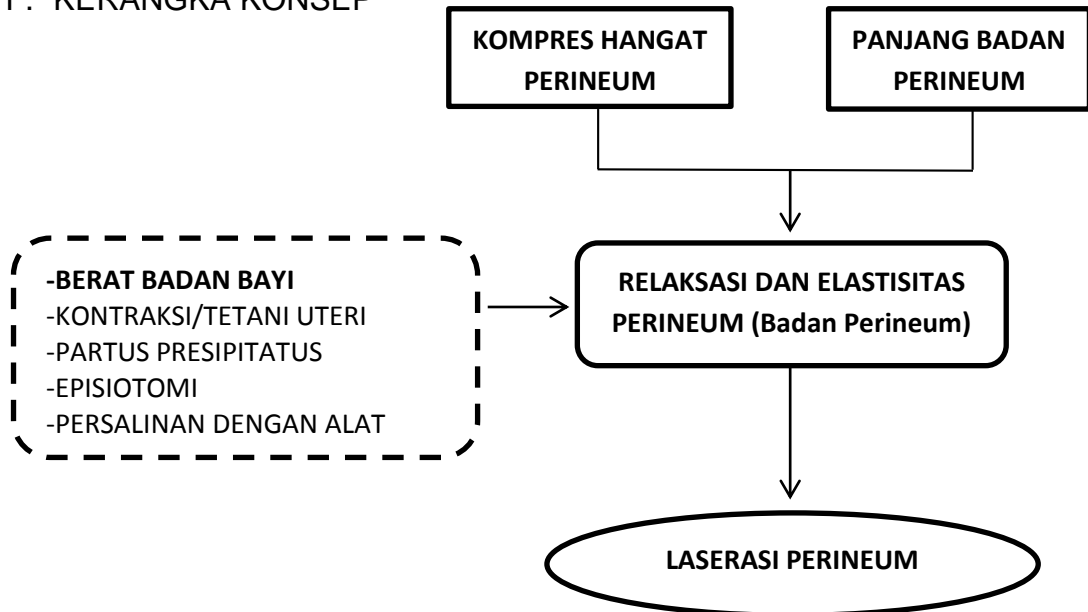 KERANGKA KONSEP
KOMPRES HANGAT
PERINEUM
PANJANG BADAN
PERINEUM
-BERAT BADAN BAYI
-KONTRAKSI/TETANI UTERI
-PARTUS PRESIPITATUS
-EPISIOTOMI
-PERSALINAN DENGAN ALAT
RELAKSASI DAN ELASTISITAS
PERINEUM (Badan Perineum)
LASERASI PERINEUM